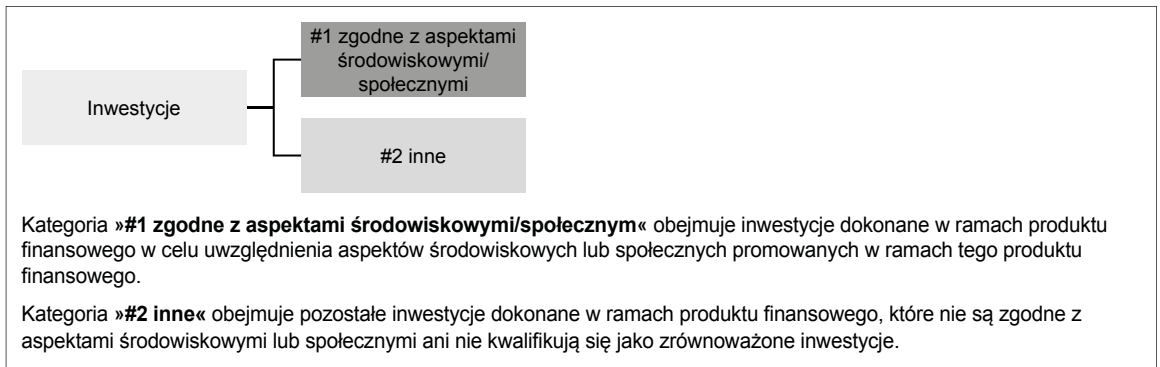 #1 zgodne z aspektami
środowiskowymi/
społecznymi
Inwestycje
#2 inne
Kategoria »#1 zgodne z aspektami środowiskowymi/społecznym« obejmuje inwestycje dokonane w ramach produktu
finansowego w celu uwzględnienia aspektów środowiskowych lub społecznych promowanych w ramach tego produktu
finansowego.
Kategoria »#2 inne« obejmuje pozostałe inwestycje dokonane w ramach produktu finansowego, które nie są zgodne z
aspektami środowiskowymi lub społecznymi ani nie kwalifikują się jako zrównoważone inwestycje.